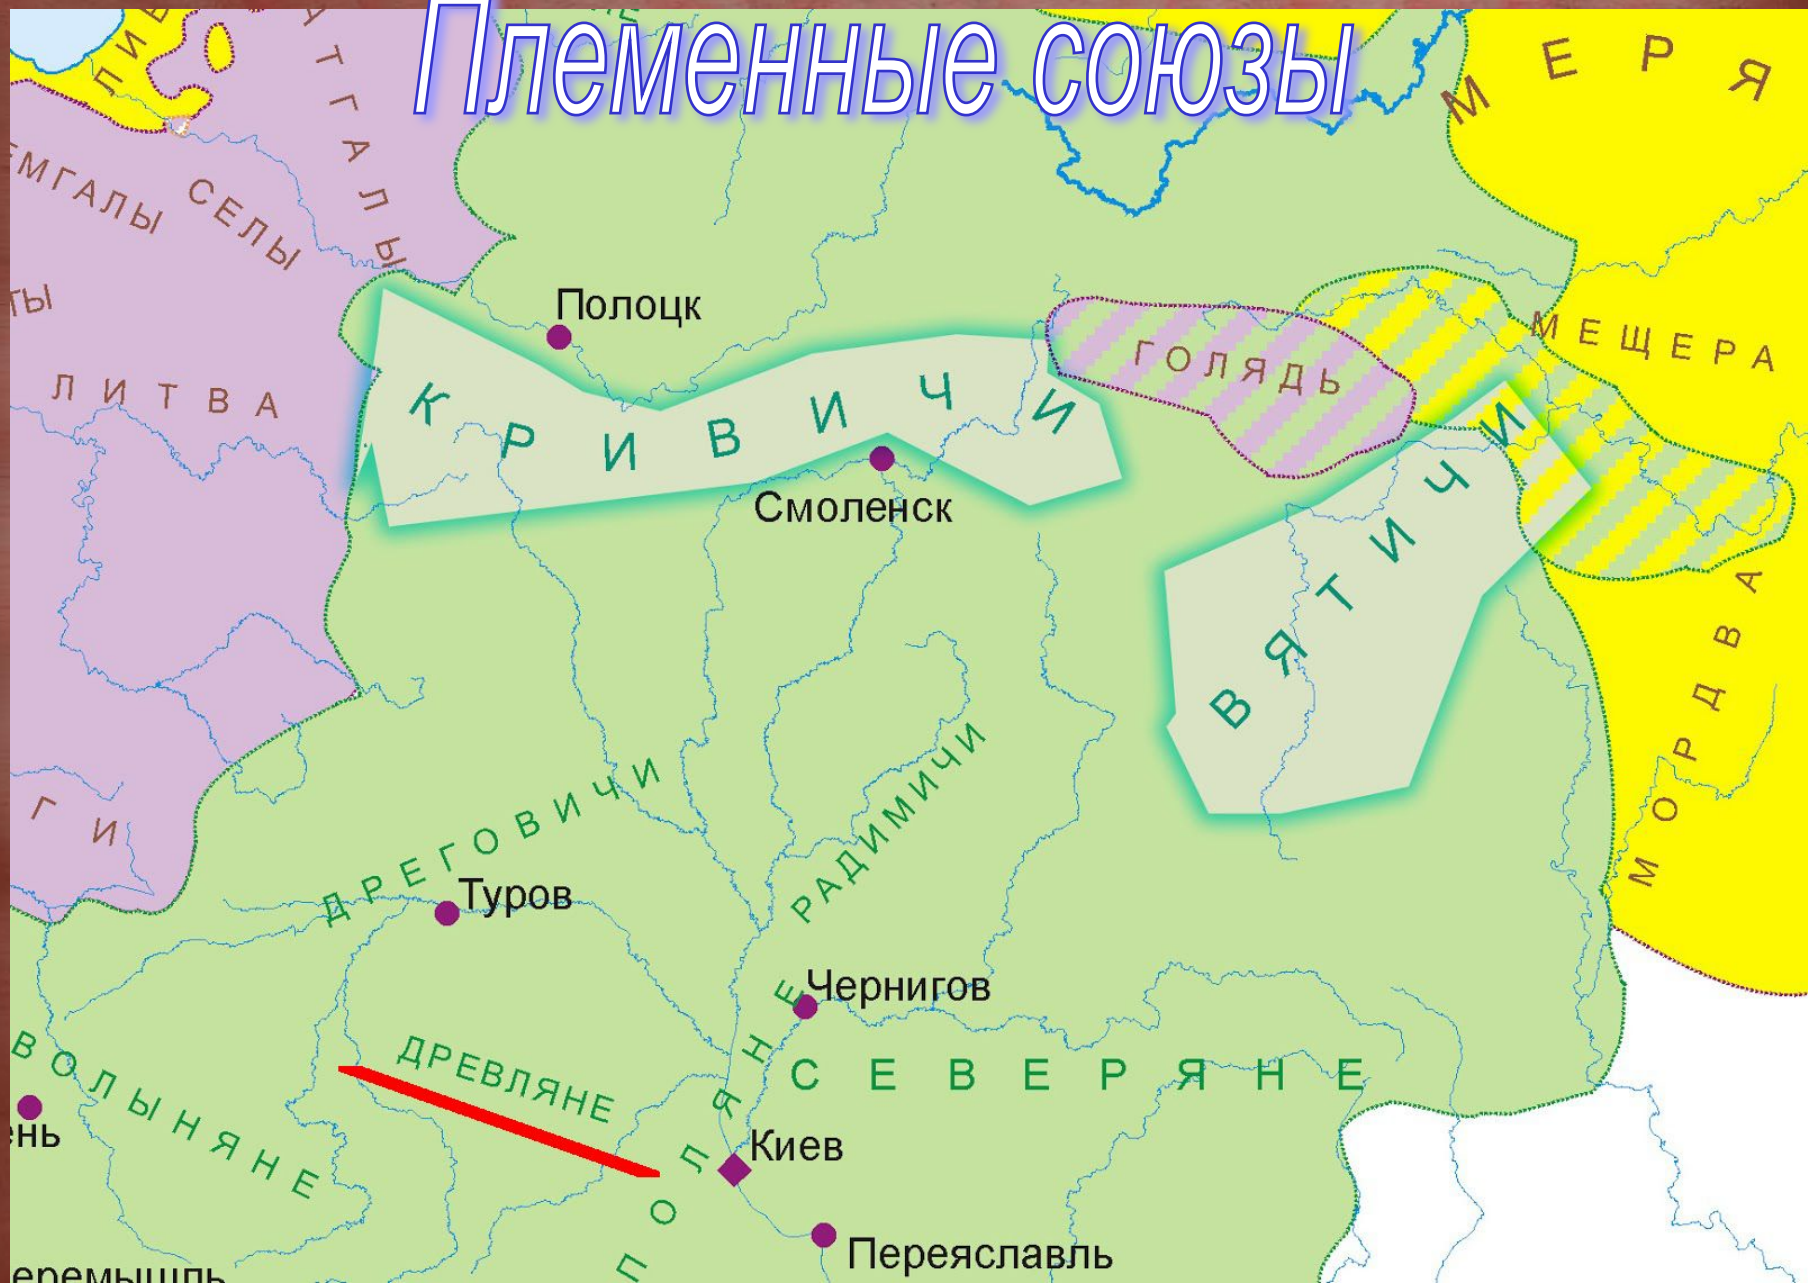 Племенные союзы
МЕРЯ
СЕЛЫ
Полоцк
МЕЩЕРА
ГОЛЯДЬ
ЛИТВА
КРИВИЧИ
Смоленск
ВЯТИЧИ
МОРДВА
ДРЕГОВИЧИ
РАДИМИЧИ
Туров
Чернигов
ДРЕВЛЯНЕ
СЕВЕРЯНЕ
ВОЛЫНЯНЕ
ПОЛЯНЕ
Киев
Переяславль